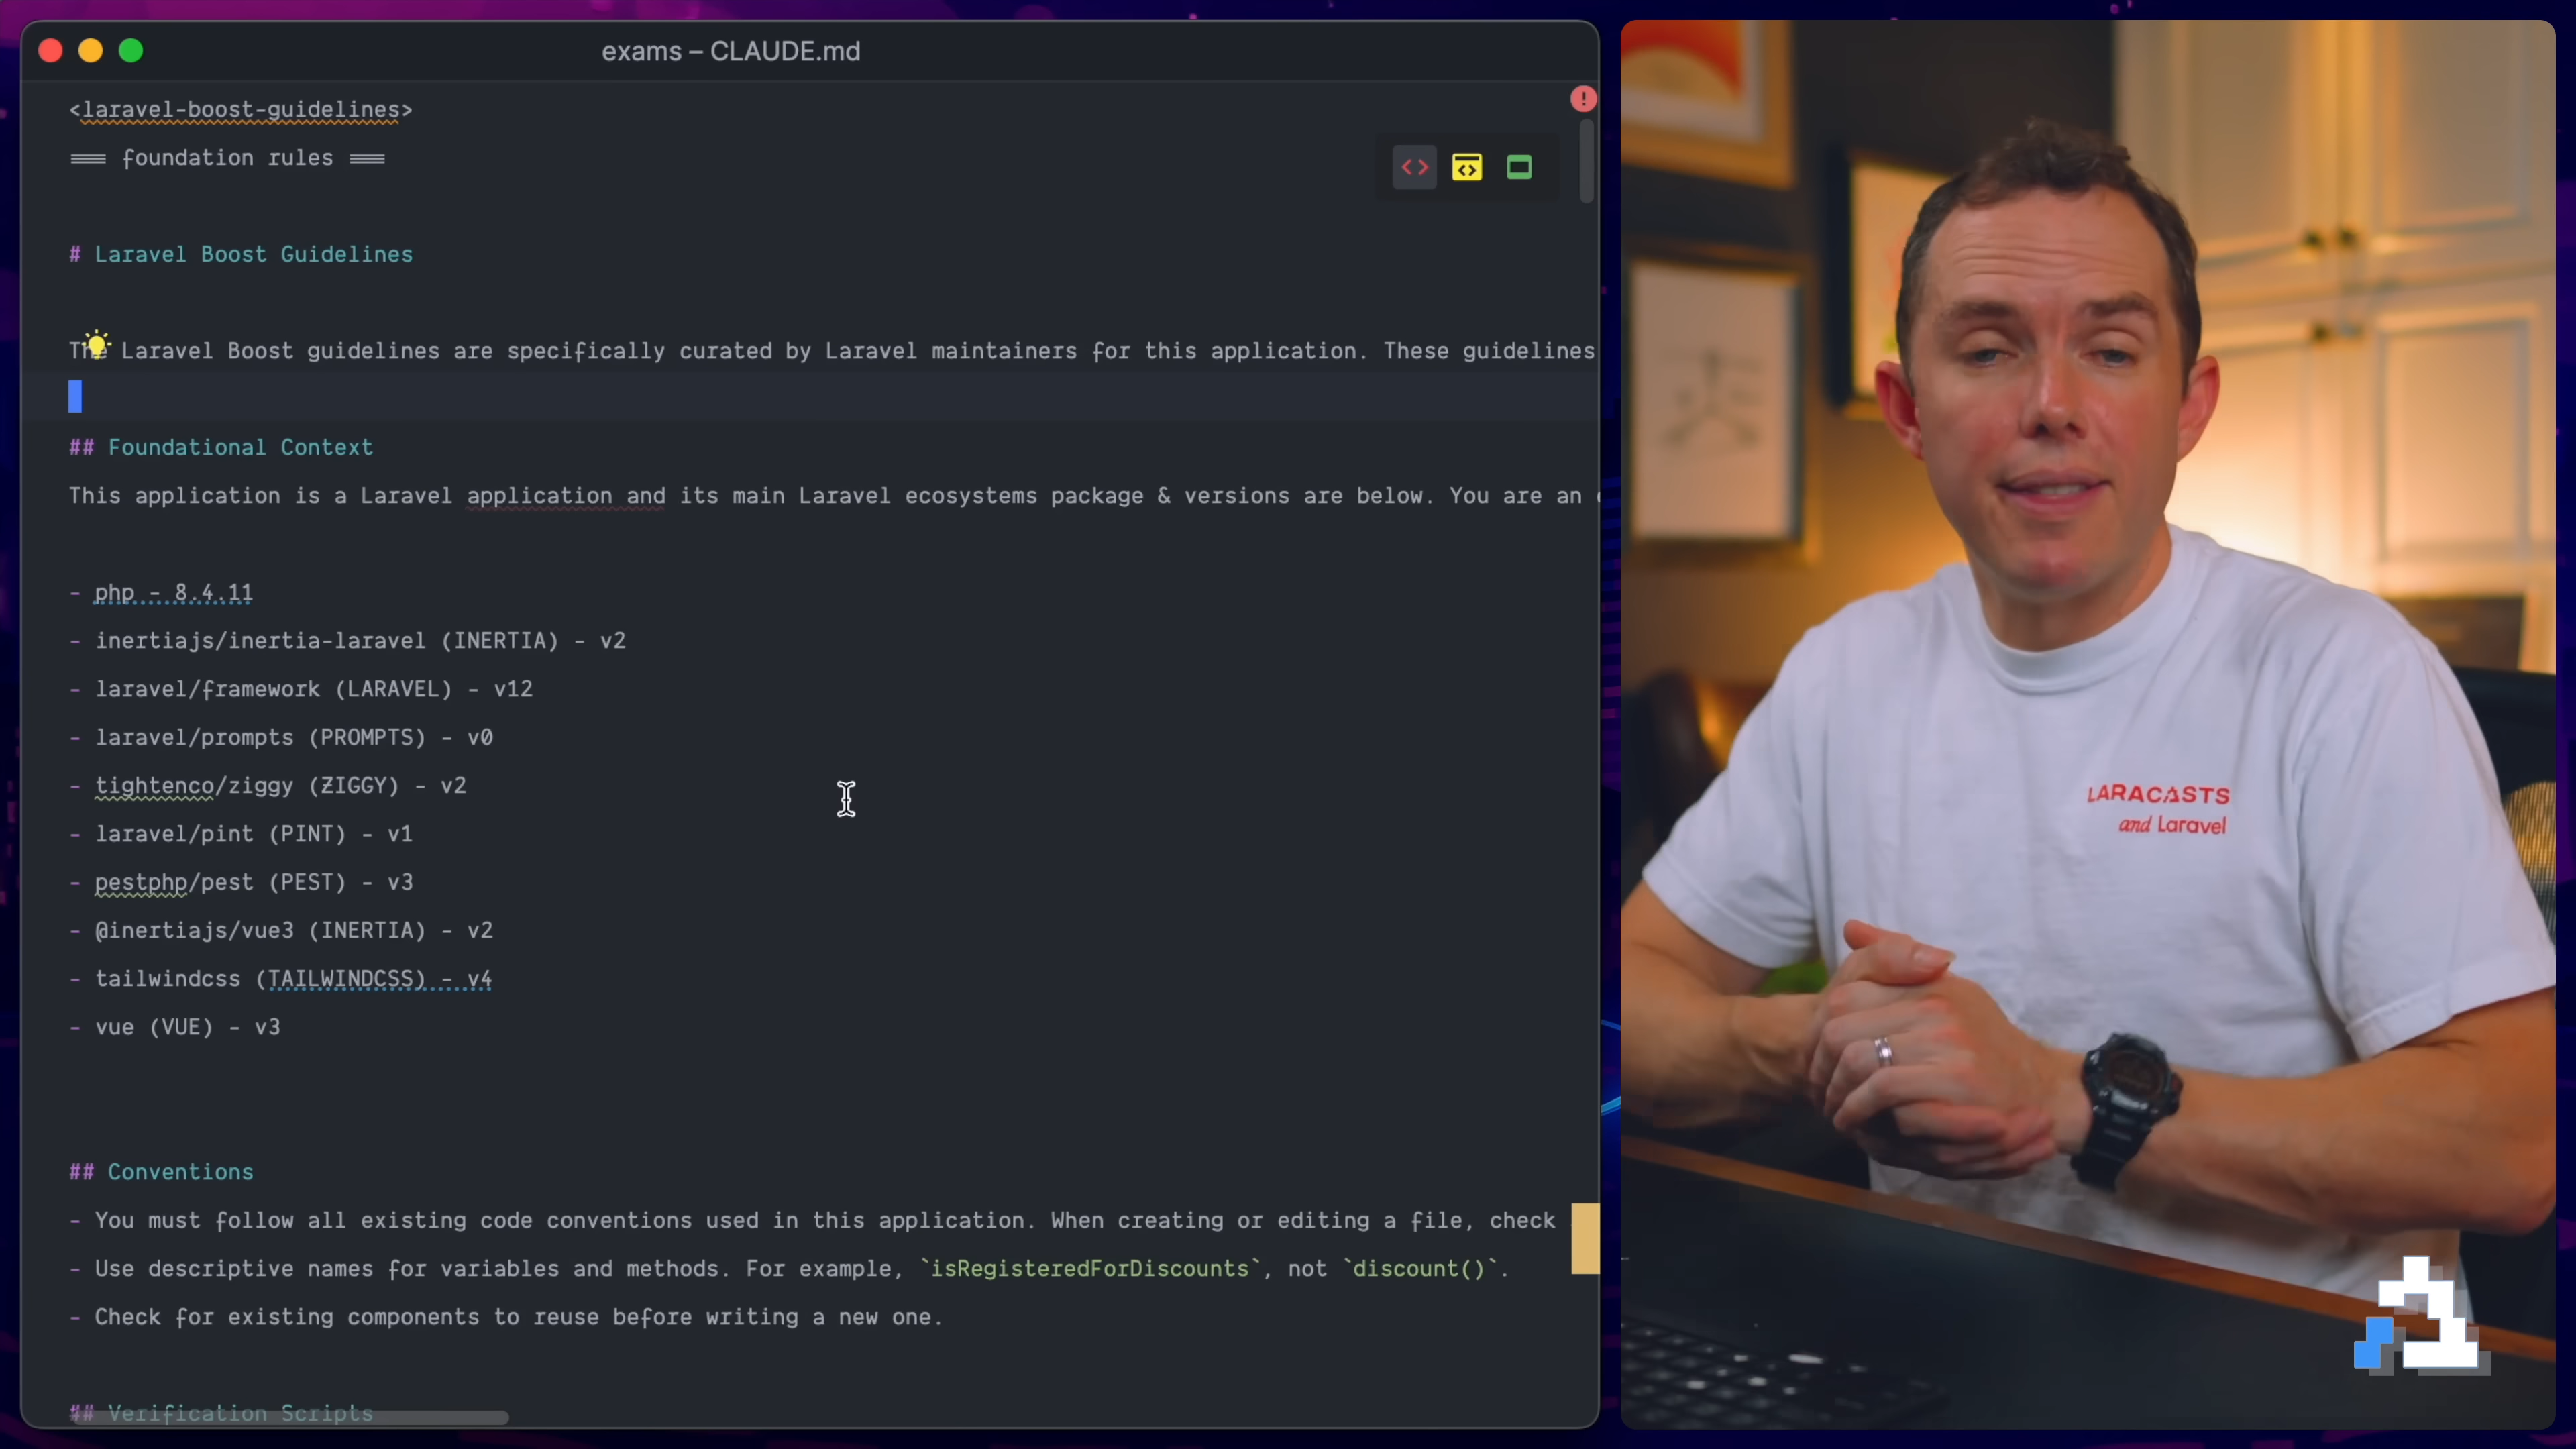 exams – CLAUDE.md
<laravel-boost-guidelines>
=== foundation rules ===
# Laravel Boost Guidelines
The Laravel Boost guidelines are specifically curated by Laravel maintainers for this application. These guidelines
## Foundational Context
This application is a Laravel application and its main Laravel ecosystems package & versions are below. You are an
- php - 8.4.11
- inertiajs/inertia-laravel (INERTIA) - v2
- laravel/framework (LARAVEL) - v12
- laravel/prompts (PROMPTS) - v0
- tightenco/ziggy (ZIGGY) - v2
- laravel/pint (PINT) - v1
- pestphp/pest (PEST) - v3
- @inertiajs/vue3 (INERTIA) - v2
- tailwindcss (TAILWINDCSS) - v4
- vue (VUE) - v3
## Conventions
- You must follow all existing code conventions used in this application. When creating or editing a file, check
- Use descriptive names for variables and methods. For example, `isRegisteredForDiscounts`, not `discount()`.
- Check for existing components to reuse before writing a new one.
## Verification Scripts
LARACASTS
and Laravel